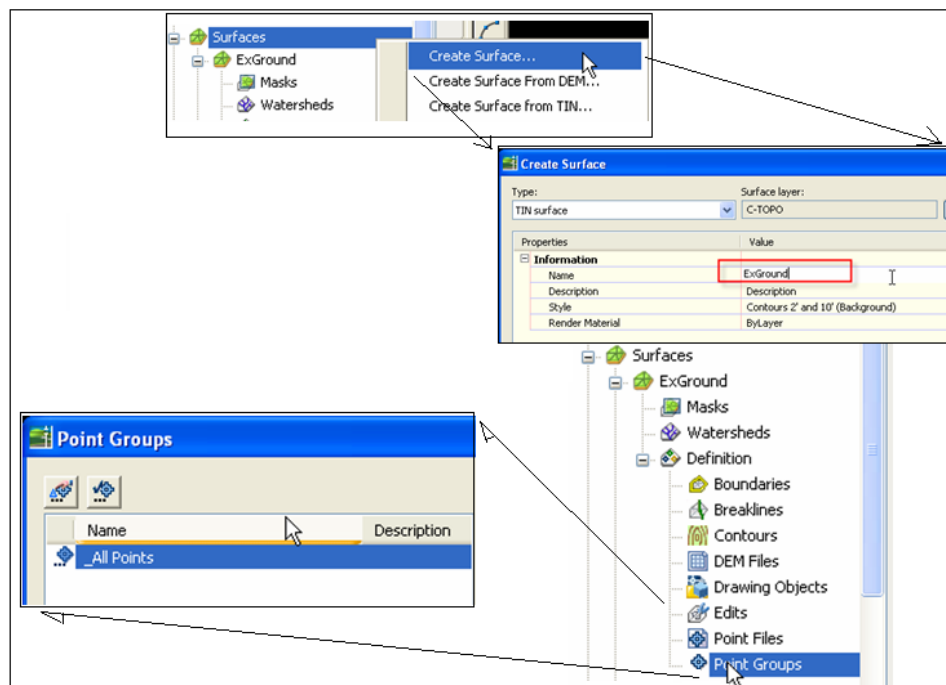 Surfaces
ExGround
Masks
Watersheds
Create Surface...
Create Surface From DEM...
Create Surface from TIN...
Create Surface
Type:
Surface layer:
TIN surface
C-TOPO
Properties
Value
Information
Name
ExGround
Description
Description
Style
Contours 2' and 10' (Background)
Render Material
ByLayer
Surfaces
ExGround
Masks
Watersheds
Definition
Boundaries
Breaklines
Contours
DEM Files
Drawing Objects
Edits
Point Files
Point Groups
Point Groups
Name
Description
_All Points